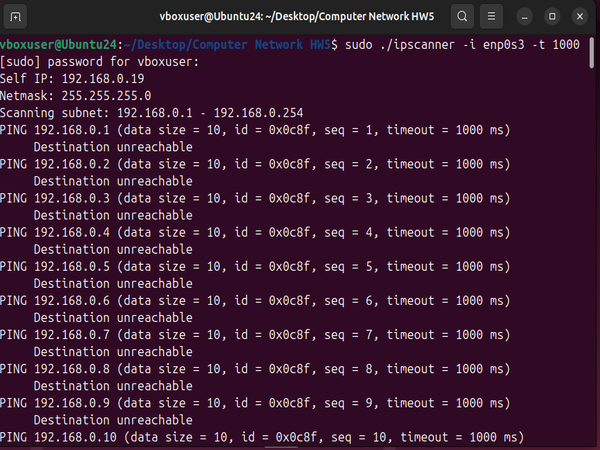 vboxuser@Ubuntu24: ~/Desktop/Computer Network HW5
vboxuser@Ubuntu24:~/Desktop/Computer Network HW5$ sudo ./ipscanner -i enp0s3 -t 1000
[sudo] password for vboxuser:
Self IP: 192.168.0.19
Netmask: 255.255.255.0
Scanning subnet: 192.168.0.1 - 192.168.0.254
PING 192.168.0.1 (data size = 10, id = 0x0c8f, seq = 1, timeout = 1000 ms)
Destination unreachable
PING 192.168.0.2 (data size = 10, id = 0x0c8f, seq = 2, timeout = 1000 ms)
Destination unreachable
PING 192.168.0.3 (data size = 10, id = 0x0c8f, seq = 3, timeout = 1000 ms)
Destination unreachable
PING 192.168.0.4 (data size = 10, id = 0x0c8f, seq = 4, timeout = 1000 ms)
Destination unreachable
PING 192.168.0.5 (data size = 10, id = 0x0c8f, seq = 5, timeout = 1000 ms)
Destination unreachable
PING 192.168.0.6 (data size = 10, id = 0x0c8f, seq = 6, timeout = 1000 ms)
Destination unreachable
PING 192.168.0.7 (data size = 10, id = 0x0c8f, seq = 7, timeout = 1000 ms)
Destination unreachable
PING 192.168.0.8 (data size = 10, id = 0x0c8f, seq = 8, timeout = 1000 ms)
Destination unreachable
PING 192.168.0.9 (data size = 10, id = 0x0c8f, seq = 9, timeout = 1000 ms)
Destination unreachable
PING 192.168.0.10 (data size = 10, id = 0x0c8f, seq = 10, timeout = 1000 ms)